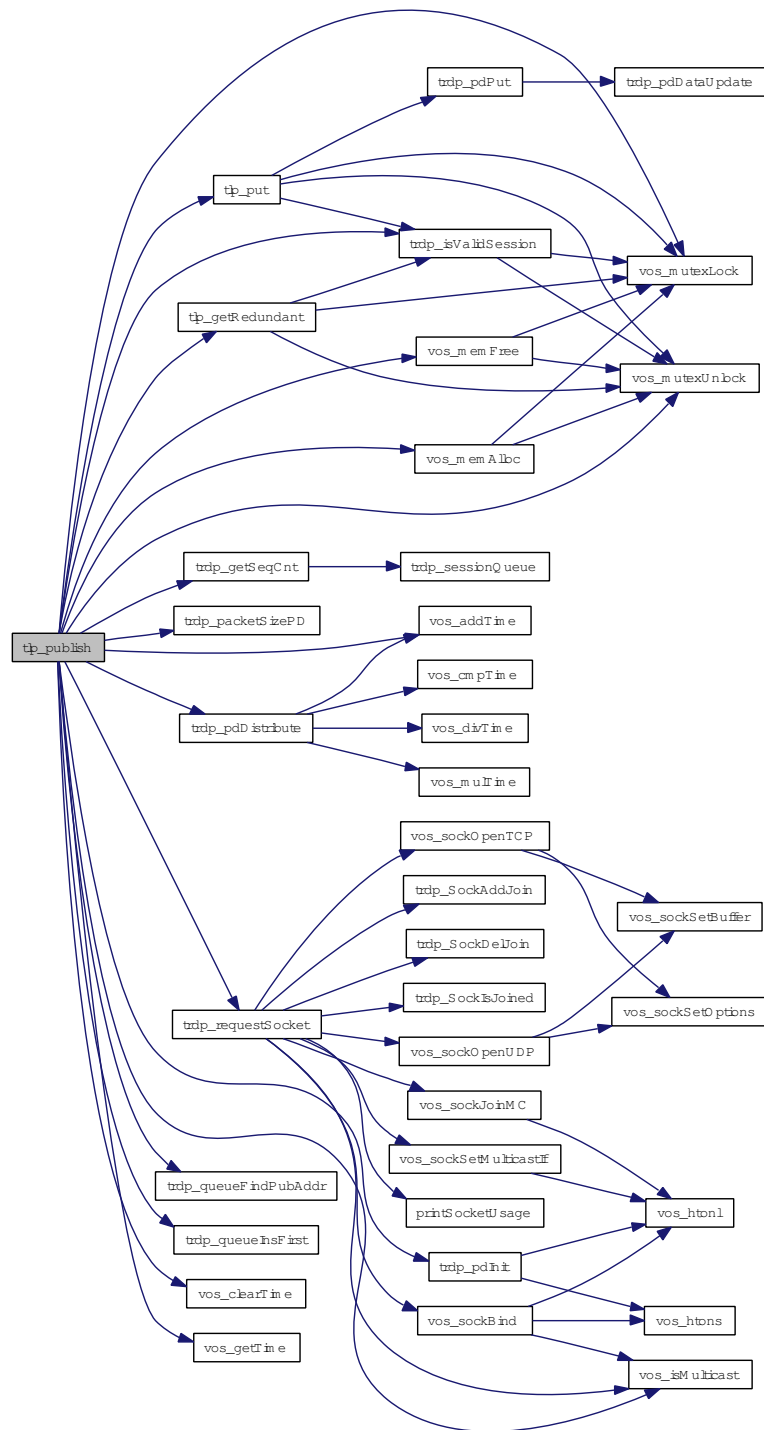 trdp_pdPut
trdp_pdDataUpdate
tlp_put
trdp_isValidSession
vos_mutexLock
tlp_getRedundant
vos_memFree
vos_mutexUnlock
vos_memAlloc
trdp_getSeqCnt
trdp_sessionQueue
trdp_packetSizePD
vos_addTime
tlp_publish
vos_cmpTime
trdp_pdDistribute
vos_divTime
vos_mulTime
vos_sockOpenTCP
trdp_SockAddJoin
vos_sockSetBuffer
trdp_SockDelJoin
trdp_SockIsJoined
vos_sockSetOptions
trdp_requestSocket
vos_sockOpenUDP
vos_sockJoinMC
vos_sockSetMulticastIf
trdp_queueFindPubAddr
printSocketUsage
vos_htonl
trdp_queueInsFirst
trdp_pdInit
vos_clearTime
vos_sockBind
vos_htons
vos_getTime
vos_isMulticast